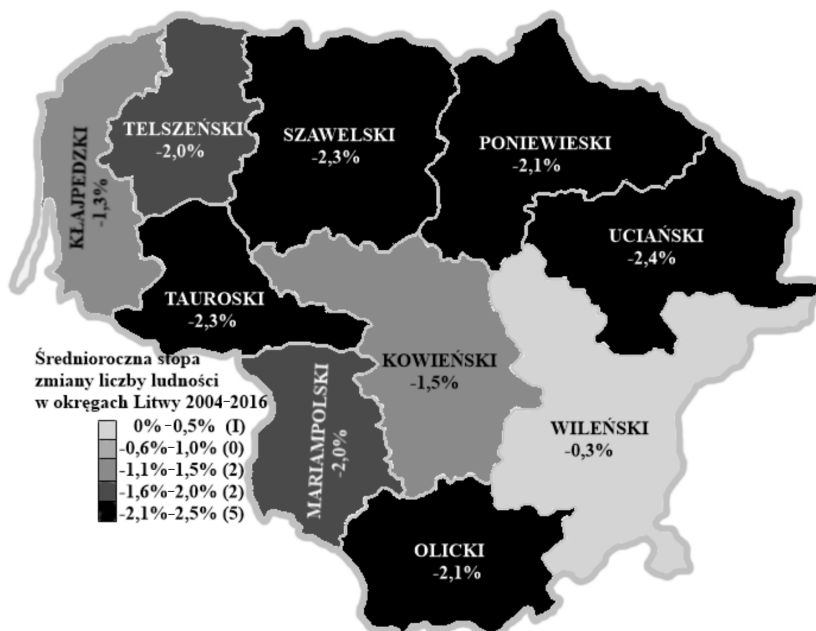 TELSZEŃSKI
-2,0%
SZAWELSKI
-2,3%
PONIEWIESKI
-2,1%
KŁAJPEDZKI
-1,3%
UCIAŃSKI
-2,4%
TAUROSKI
-2,3%
KOWIEŃSKI
-1,5%
MARIAMPOLSKI
-2,0%
WILEŃSKI
-0,3%
OLICKI
-2,1%
Średnioroczna stopa
zmiany liczby ludności
w okręgach Litwy 2004-2016
0% -0,5% (I)
-0,6%-1,0% (0)
-1,1%-1,5% (2)
-1,6%-2,0% (2)
-2,1%-2,5% (5)